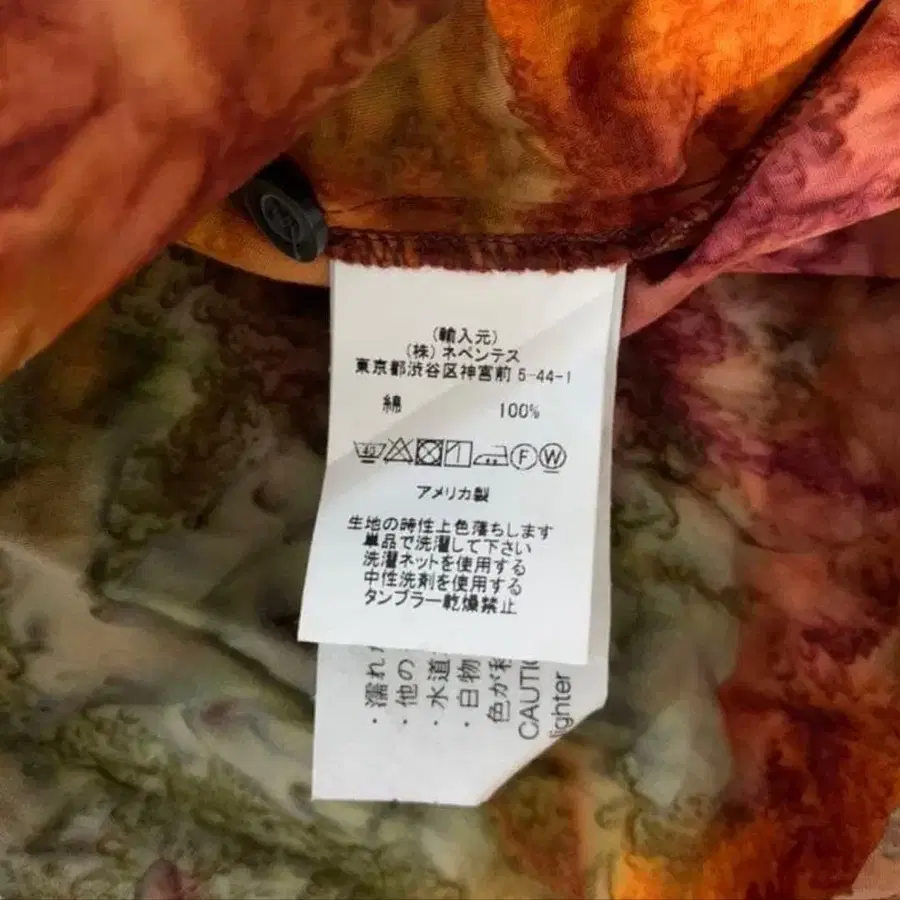 (輸入元)
(株)ネペンテス
東京都渋谷区神宮前 5-44-1
綿 100%
40 F W
アメリカ製
生地の時性上色落ちします
単品で洗濯して下さい
洗濯ネットを使用する
中性洗剤を使用する
タンブラー乾燥禁止
・濡れ
・他の
・水道
・白物
色が
CAUTI
lighter